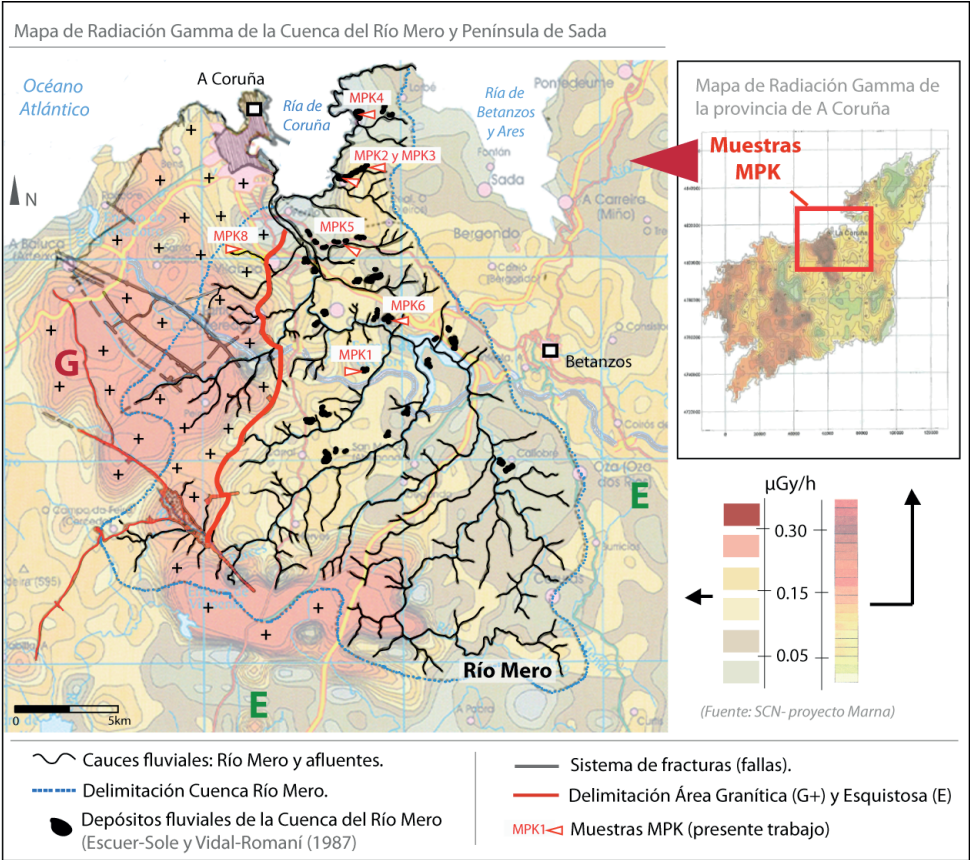 Mapa de Radiación Gamma de la Cuenca del Río Mero y Península de Sada
Océano
Atlántico
A Coruña
Ría de
Coruña
Ría de
Betanzos
y Ares
Pontedeume
Lorbé
Fontán
Sada
A Carreira
(Miño)
Bergondo
MPK4
MPK2 y MPK3
MPK5
MPK8
MPK6
MPK1
N
G
Betanzos
E
E
Río Mero
0
5km
Mapa de Radiación Gamma de
la provincia de A Coruña
Muestras
MPK
µGy/h
0.30
0.15
0.05
(Fuente: SCN- proyecto Marna)
Cauces fluviales: Río Mero y afluentes.
Delimitación Cuenca Río Mero.
Depósitos fluviales de la Cuenca del Río Mero
(Escuer-Sole y Vidal-Romaní (1987)
Sistema de fracturas (fallas).
Delimitación Área Granítica (G+) y Esquistosa (E)
MPK1 Muestras MPK (presente trabajo)